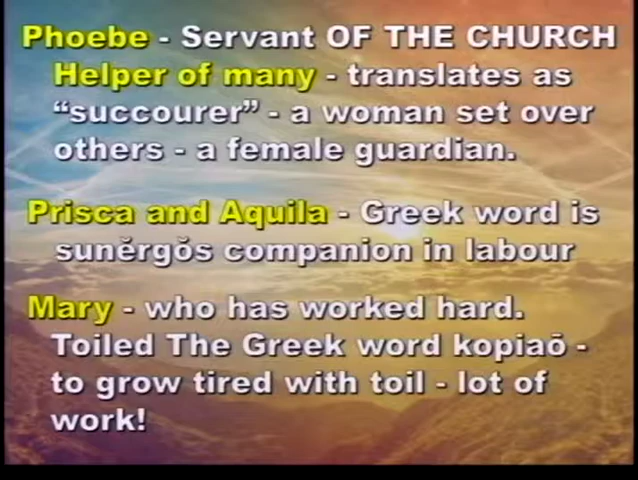 Phoebe - Servant OF THE CHURCH
Helper of many - translates as
“succourer” - a woman set over
others - a female guardian.
Prisca and Aquila - Greek word is
sunĕrgŏs companion in labour
Mary - who has worked hard.
Toiled The Greek word kopiaō -
to grow tired with toil - lot of
work!